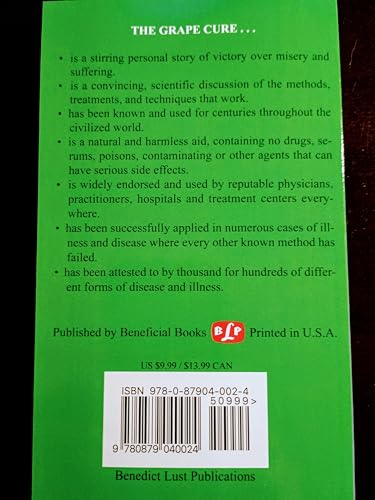 THE GRAPE CURE . . .
• is a stirring personal story of victory over misery and
suffering.
• is a convincing, scientific discussion of the methods,
treatments, and techniques that work.
• has been known and used for centuries throughout the
civilized world.
• is a natural and harmless aid, containing no drugs, se-
rums, poisons, contaminating or other agents that can
have serious side effects.
• is widely endorsed and used by reputable physicians,
practitioners, hospitals and treatment centers every-
where.
• has been successfully applied in numerous cases of ill-
ness and disease where every other known method has
failed.
• has been attested to by thousand for hundreds of differ-
ent forms of disease and illness.
Published by Beneficial Books BLP Printed in U.S.A.
US $9.99 / $13.99 CAN
ISBN 978-0-87904-002-4
50999>
9 780879 040024
Benedict Lust Publications